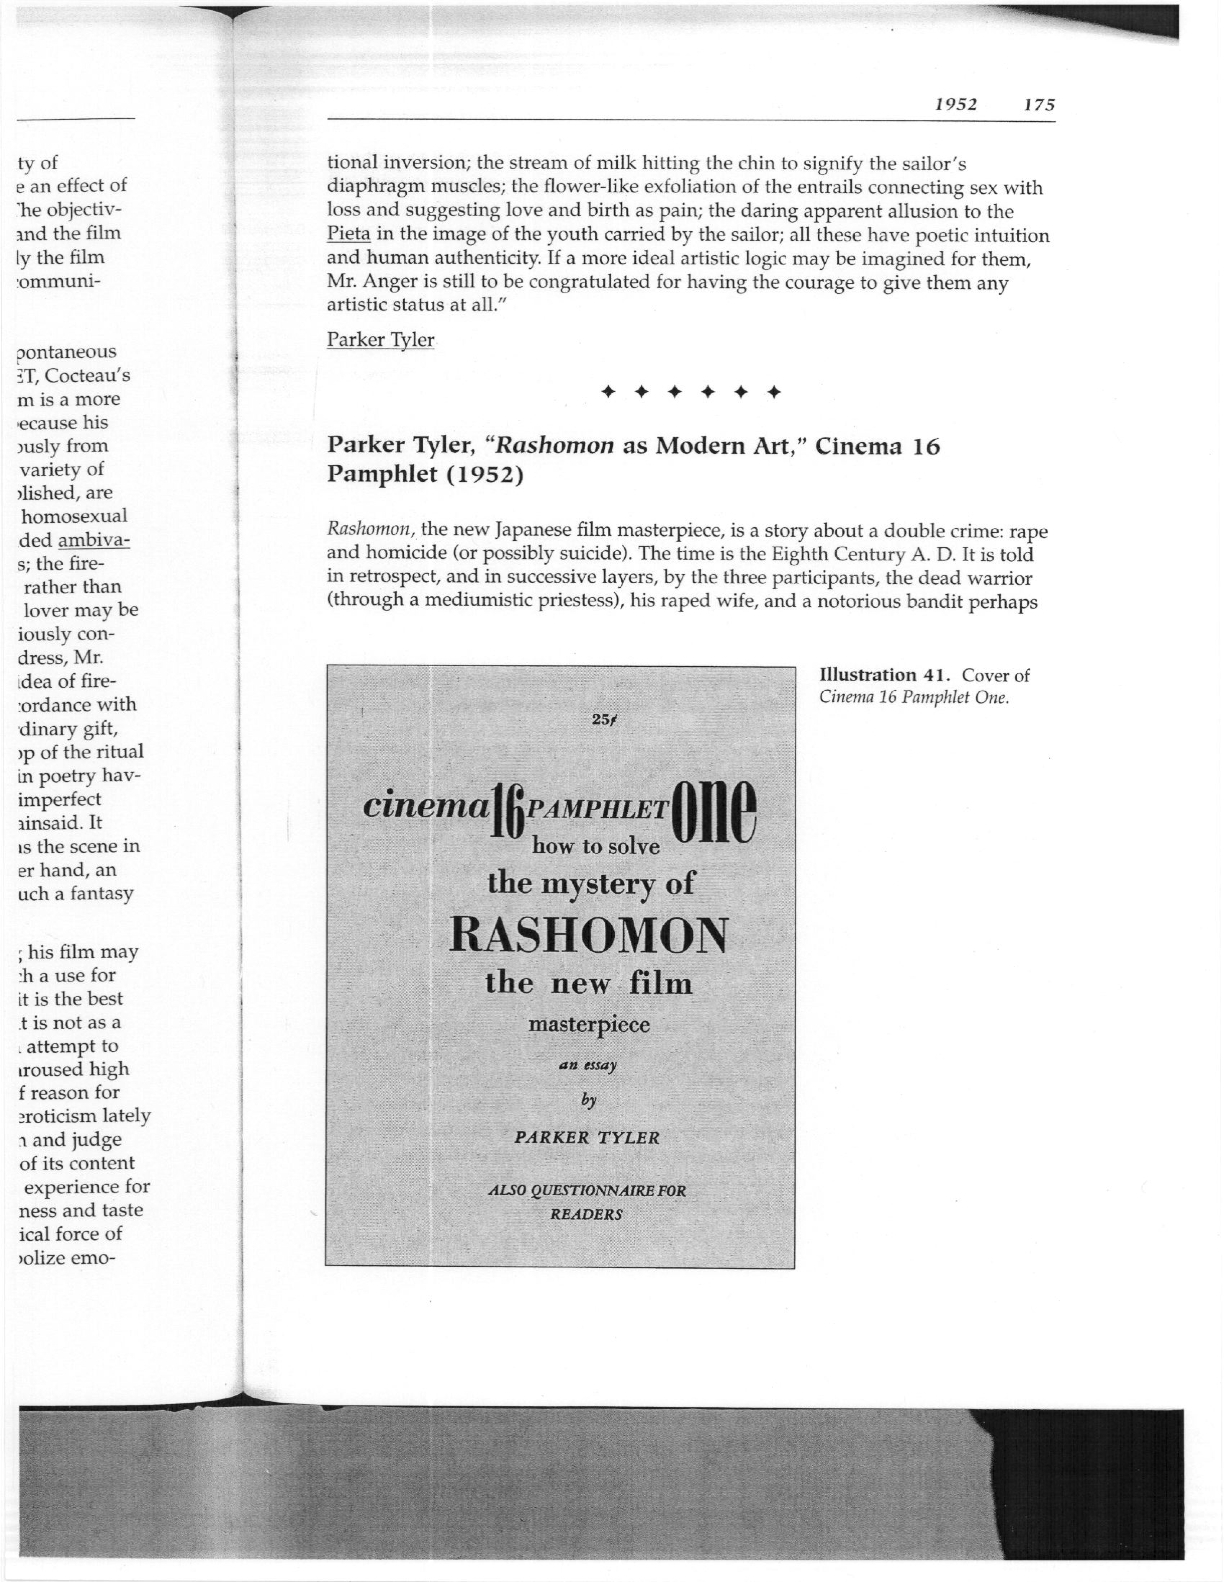 ty of
e an effect of
he objectiv-
and the film
ly the film
communi-
pontaneous
ET, Cocteau's
m is a more
ecause his
ously from
variety of
lished, are
homosexual
ded ambiva-
s; the fire-
rather than
lover may be
iously con-
dress, Mr.
idea of fire-
cordance with
dinary gift,
op of the ritual
in poetry hav-
imperfect
ainsaid. It
as the scene in
er hand, an
uch a fantasy
; his film may
h a use for
it is the best
t is not as a
attempt to
aroused high
f reason for
eroticism lately
n and judge
of its content
experience for
ness and taste
ical force of
bolize emo-
1952 175
tional inversion; the stream of milk hitting the chin to signify the sailor's
diaphragm muscles; the flower-like exfoliation of the entrails connecting sex with
loss and suggesting love and birth as pain; the daring apparent allusion to the
Pieta in the image of the youth carried by the sailor; all these have poetic intuition
and human authenticity. If a more ideal artistic logic may be imagined for them,
Mr. Anger is still to be congratulated for having the courage to give them any
artistic status at all."
Parker Tyler
✦ ✦ ✦ ✦ ✦ ✦
Parker Tyler, "Rashomon as Modern Art," Cinema 16
Pamphlet (1952)
Rashomon, the new Japanese film masterpiece, is a story about a double crime: rape
and homicide (or possibly suicide). The time is the Eighth Century A. D. It is told
in retrospect, and in successive layers, by the three participants, the dead warrior
(through a mediumistic priestess), his raped wife, and a notorious bandit perhaps
25¢
cinema 16 PAMPHLET one
how to solve
the mystery of
RASHOMON
the new film
masterpiece
an essay
by
PARKER TYLER
ALSO QUESTIONNAIRE FOR
READERS
Illustration 41. Cover of
Cinema 16 Pamphlet One.